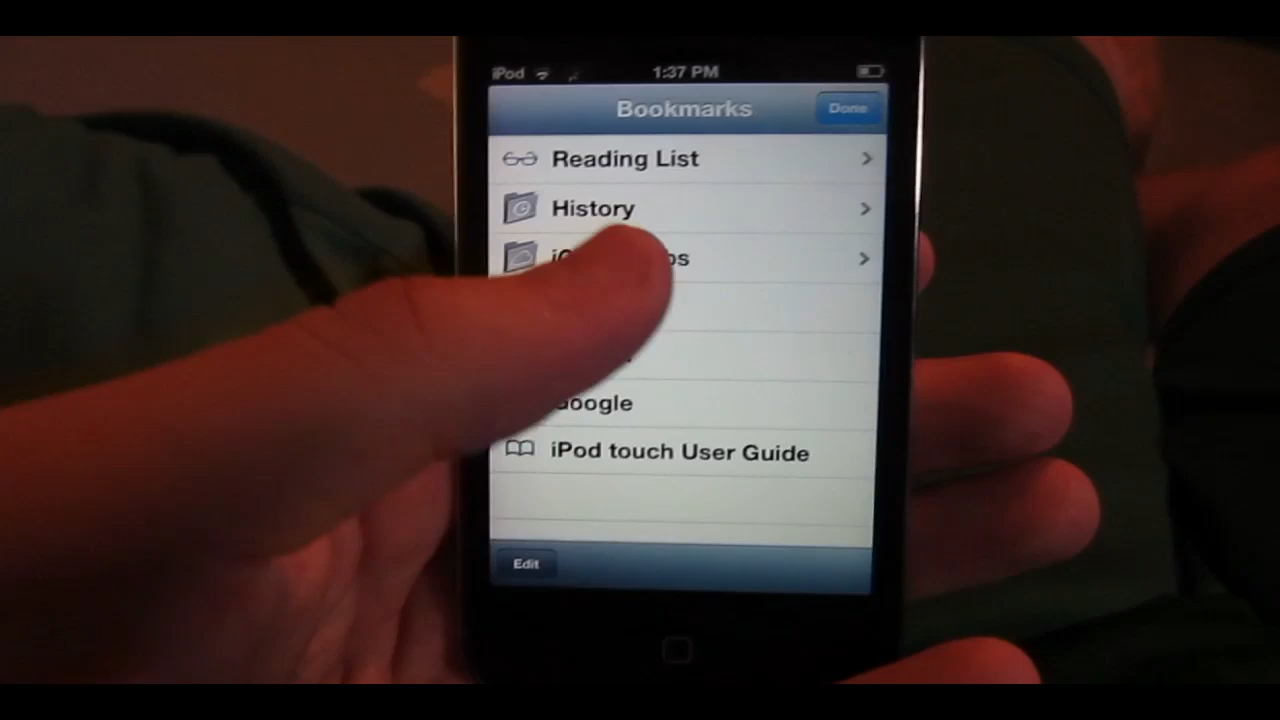 iPod 1:37 PM
Bookmarks Done
Reading List
History
iPod touch User Guide
Edit